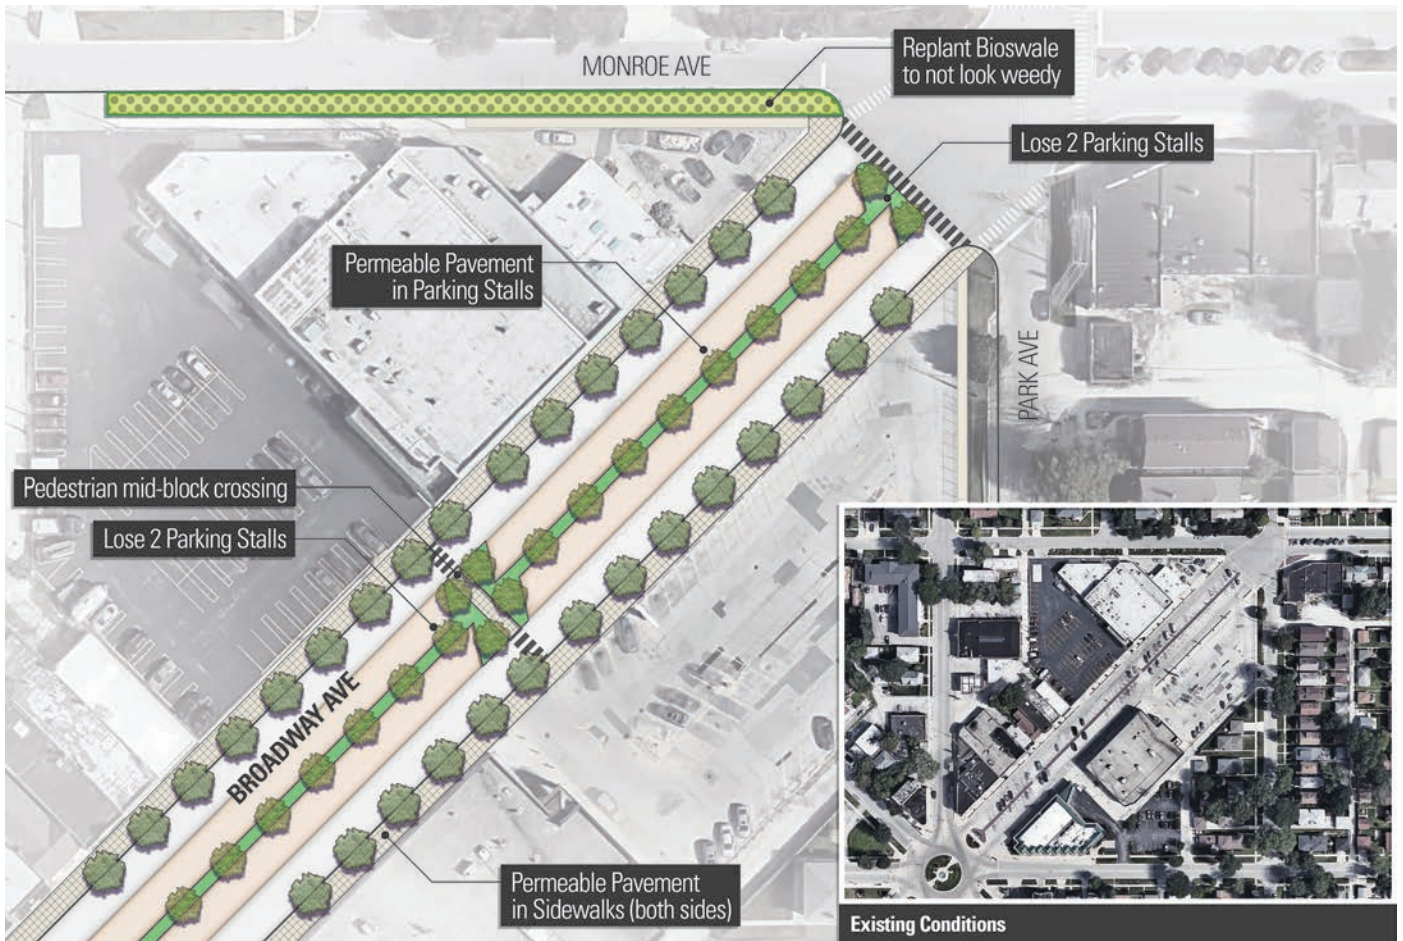 MONROE AVE
Replant Bioswale
to not look weedy
Lose 2 Parking Stalls
Permeable Pavement
in Parking Stalls
PARK AVE
Pedestrian mid-block crossing
Lose 2 Parking Stalls
BROADWAY AVE
Permeable Pavement
in Sidewalks (both sides)
Existing Conditions